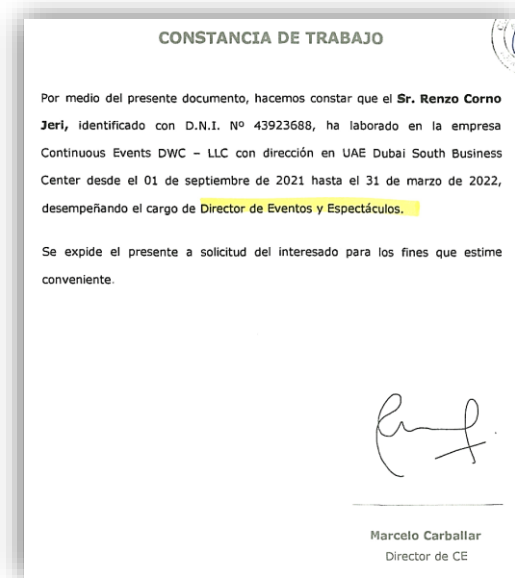 CONSTANCIA DE TRABAJO
Por medio del presente documento, hacemos constar que el Sr. Renzo Corno
Jeri, identificado con D.N.I. Nº 43923688, ha laborado en la empresa
Continuous Events DWC – LLC con dirección en UAE Dubai South Business
Center desde el 01 de septiembre de 2021 hasta el 31 de marzo de 2022,
desempeñando el cargo de Director de Eventos y Espectáculos.
Se expide el presente a solicitud del interesado para los fines que estime
conveniente.
Marcelo Carballar
Director de CE